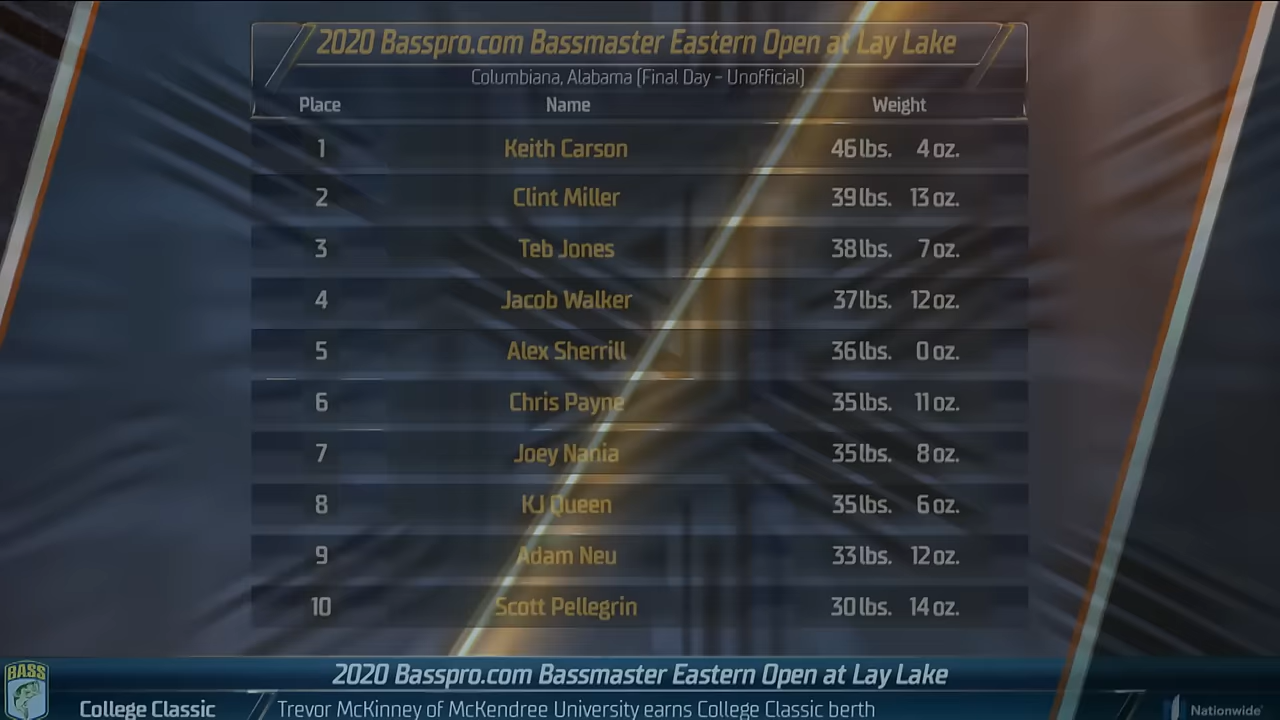 2020 Basspro.com Bassmaster Eastern Open at Lay Lake
Columbiana, Alabama (Final Day - Unofficial)
Place Name Weight
1 Keith Carson 46 lbs. 4 oz.
2 Clint Miller 39 lbs. 13 oz.
3 Teb Jones 38 lbs. 7 oz.
4 Jacob Walker 37 lbs. 12 oz.
5 Alex Sherrill 36 lbs. 0 oz.
6 Chris Payne 35 lbs. 11 oz.
7 Joey Nania 35 lbs. 8 oz.
8 KJ Queen 35 lbs. 6 oz.
9 Adam Neu 33 lbs. 12 oz.
10 Scott Pellegrin 30 lbs. 14 oz.
BASS
2020 Basspro.com Bassmaster Eastern Open at Lay Lake
College Classic Trevor McKinney of McKendree University earns College Classic berth
Nationwide